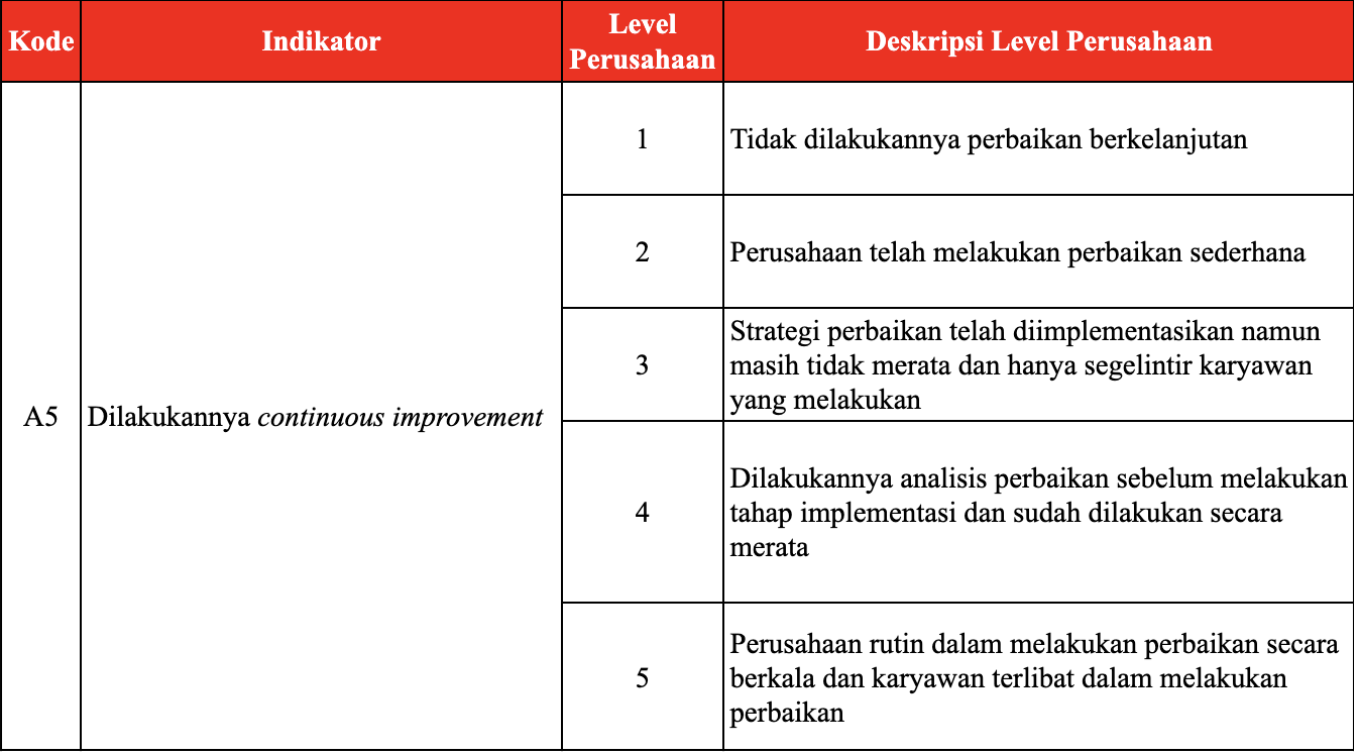 Kode
Indikator
Level
Perusahaan
Deskripsi Level Perusahaan
A5
Dilakukannya continuous improvement
1
Tidak dilakukannya perbaikan berkelanjutan
2
Perusahaan telah melakukan perbaikan sederhana
3
Strategi perbaikan telah diimplementasikan namun
masih tidak merata dan hanya segelintir karyawan
yang melakukan
4
Dilakukannya analisis perbaikan sebelum melakukan
tahap implementasi dan sudah dilakukan secara
merata
5
Perusahaan rutin dalam melakukan perbaikan secara
berkala dan karyawan terlibat dalam melakukan
perbaikan